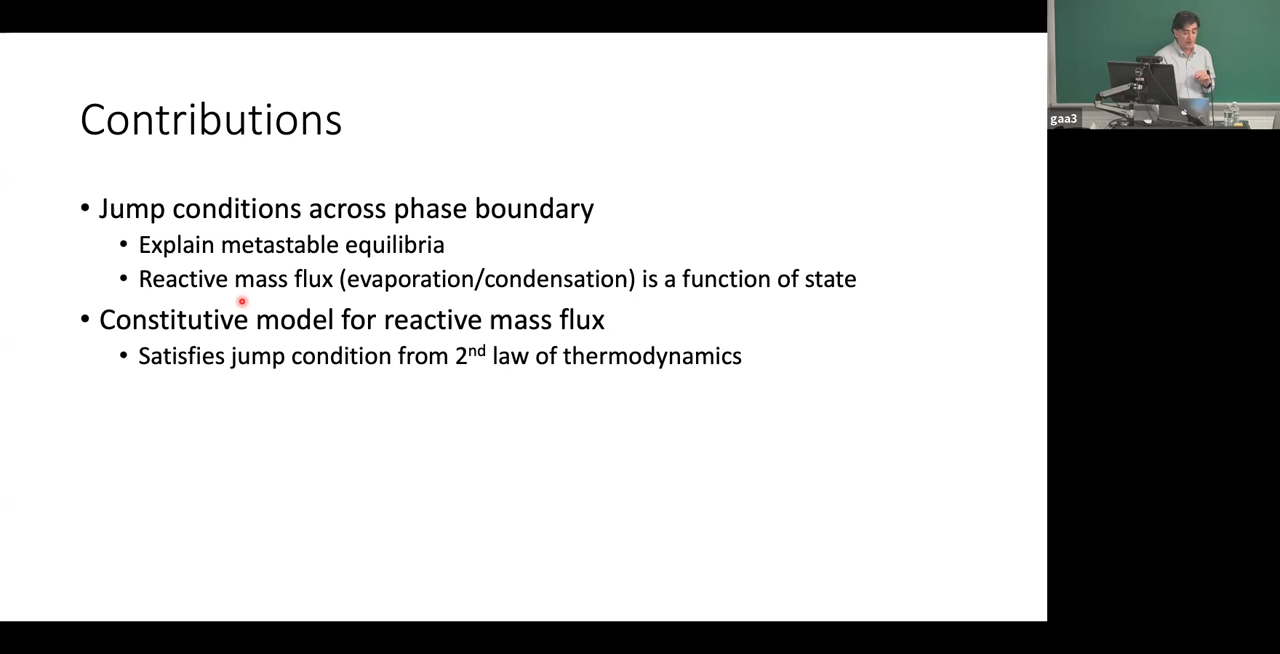 Contributions
• Jump conditions across phase boundary
• Explain metastable equilibria
• Reactive mass flux (evaporation/condensation) is a function of state
• Constitutive model for reactive mass flux
• Satisfies jump condition from 2nd law of thermodynamics
gaa3